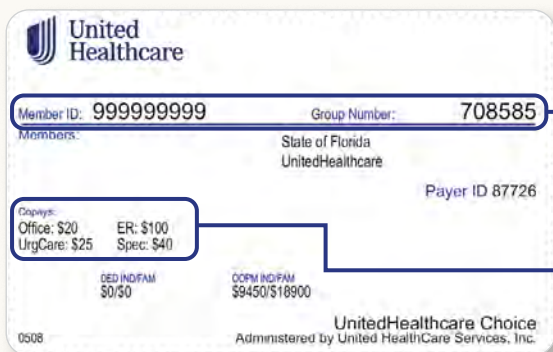 United
Healthcare
Member ID: 999999999 Group Number: 708585
Members:
State of Florida
UnitedHealthcare
Payer ID 87726
Copays:
Office: $20 ER: $100
UrgCare: $25 Spec: $40
DED IND/FAM OOPM IND/FAM
$0/$0 $9450/$18900
UnitedHealthcare Choice
0508 Administered by United HealthCare Services, Inc.